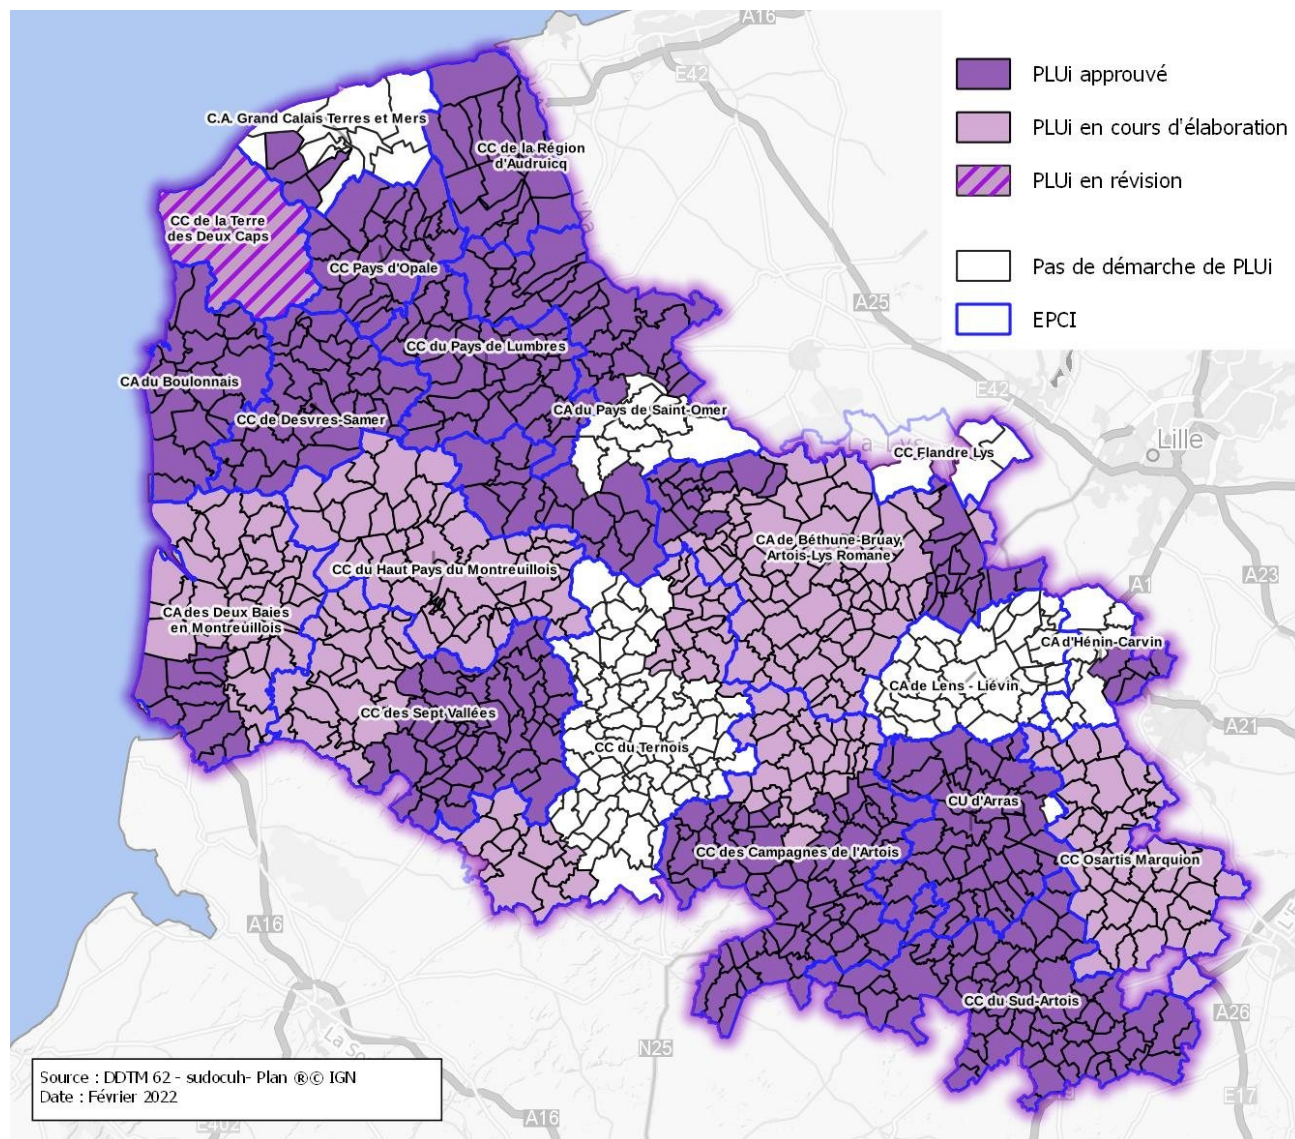 A16
E42
PLUi approuvé
PLUi en cours d'élaboration
PLUi en révision
Pas de démarche de PLUi
EPCI
C.A. Grand Calais Terres et Mers
CC de la Région
d'Audruicq
CC de la Terre
des Deux Caps
CC Pays d'Opale
A25
CC du Pays de Lumbres
CA du Boulonnais
E42
CC de Desvres-Samer
CA du Pays de Saint-Omer
La Lys
CC Flandre Lys
Lille
CA de Béthune-Bruay,
Artois-Lys Romane
CC du Haut Pays du Montreuillois
A1
A23
CA des Deux Baies
en Montreuillois
CA d'Hénin-Carvin
CA de Lens - Liévin
CC des Sept Vallées
A21
CC du Ternois
CU d'Arras
CC des Campagnes de l'Artois
CC Osartis Marquion
A16
CC du Sud-Artois
A26
N25
Source : DDTM 62 - sudocuh- Plan ®© IGN
Date : Février 2022
E402
A16
E17